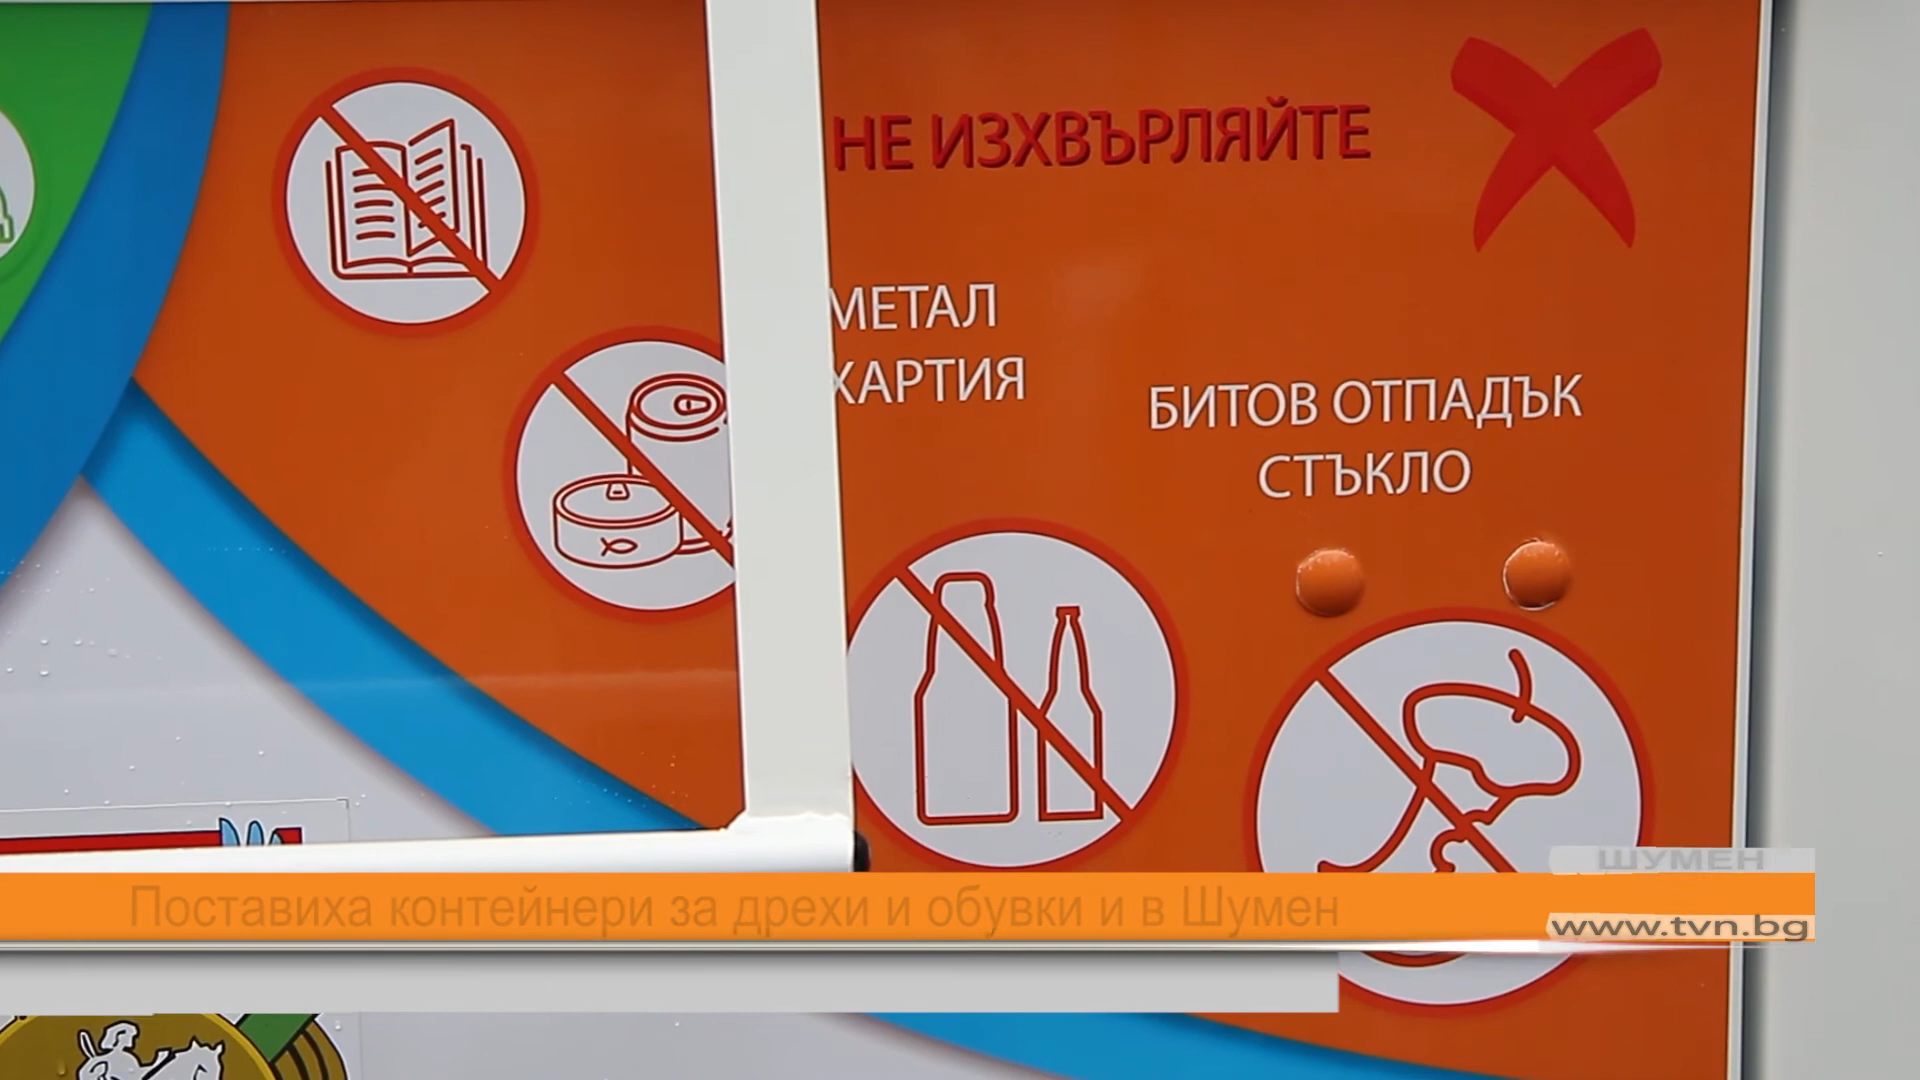 НЕ ИЗХВЪРЛЯЙТЕ
МЕТАЛ
ХАРТИЯ
БИТОВ ОТПАДЪК
СТЪКЛО
ШУМЕН
Поставиха контейнери за дрехи и обувки и в Шумен
www.tvn.bg